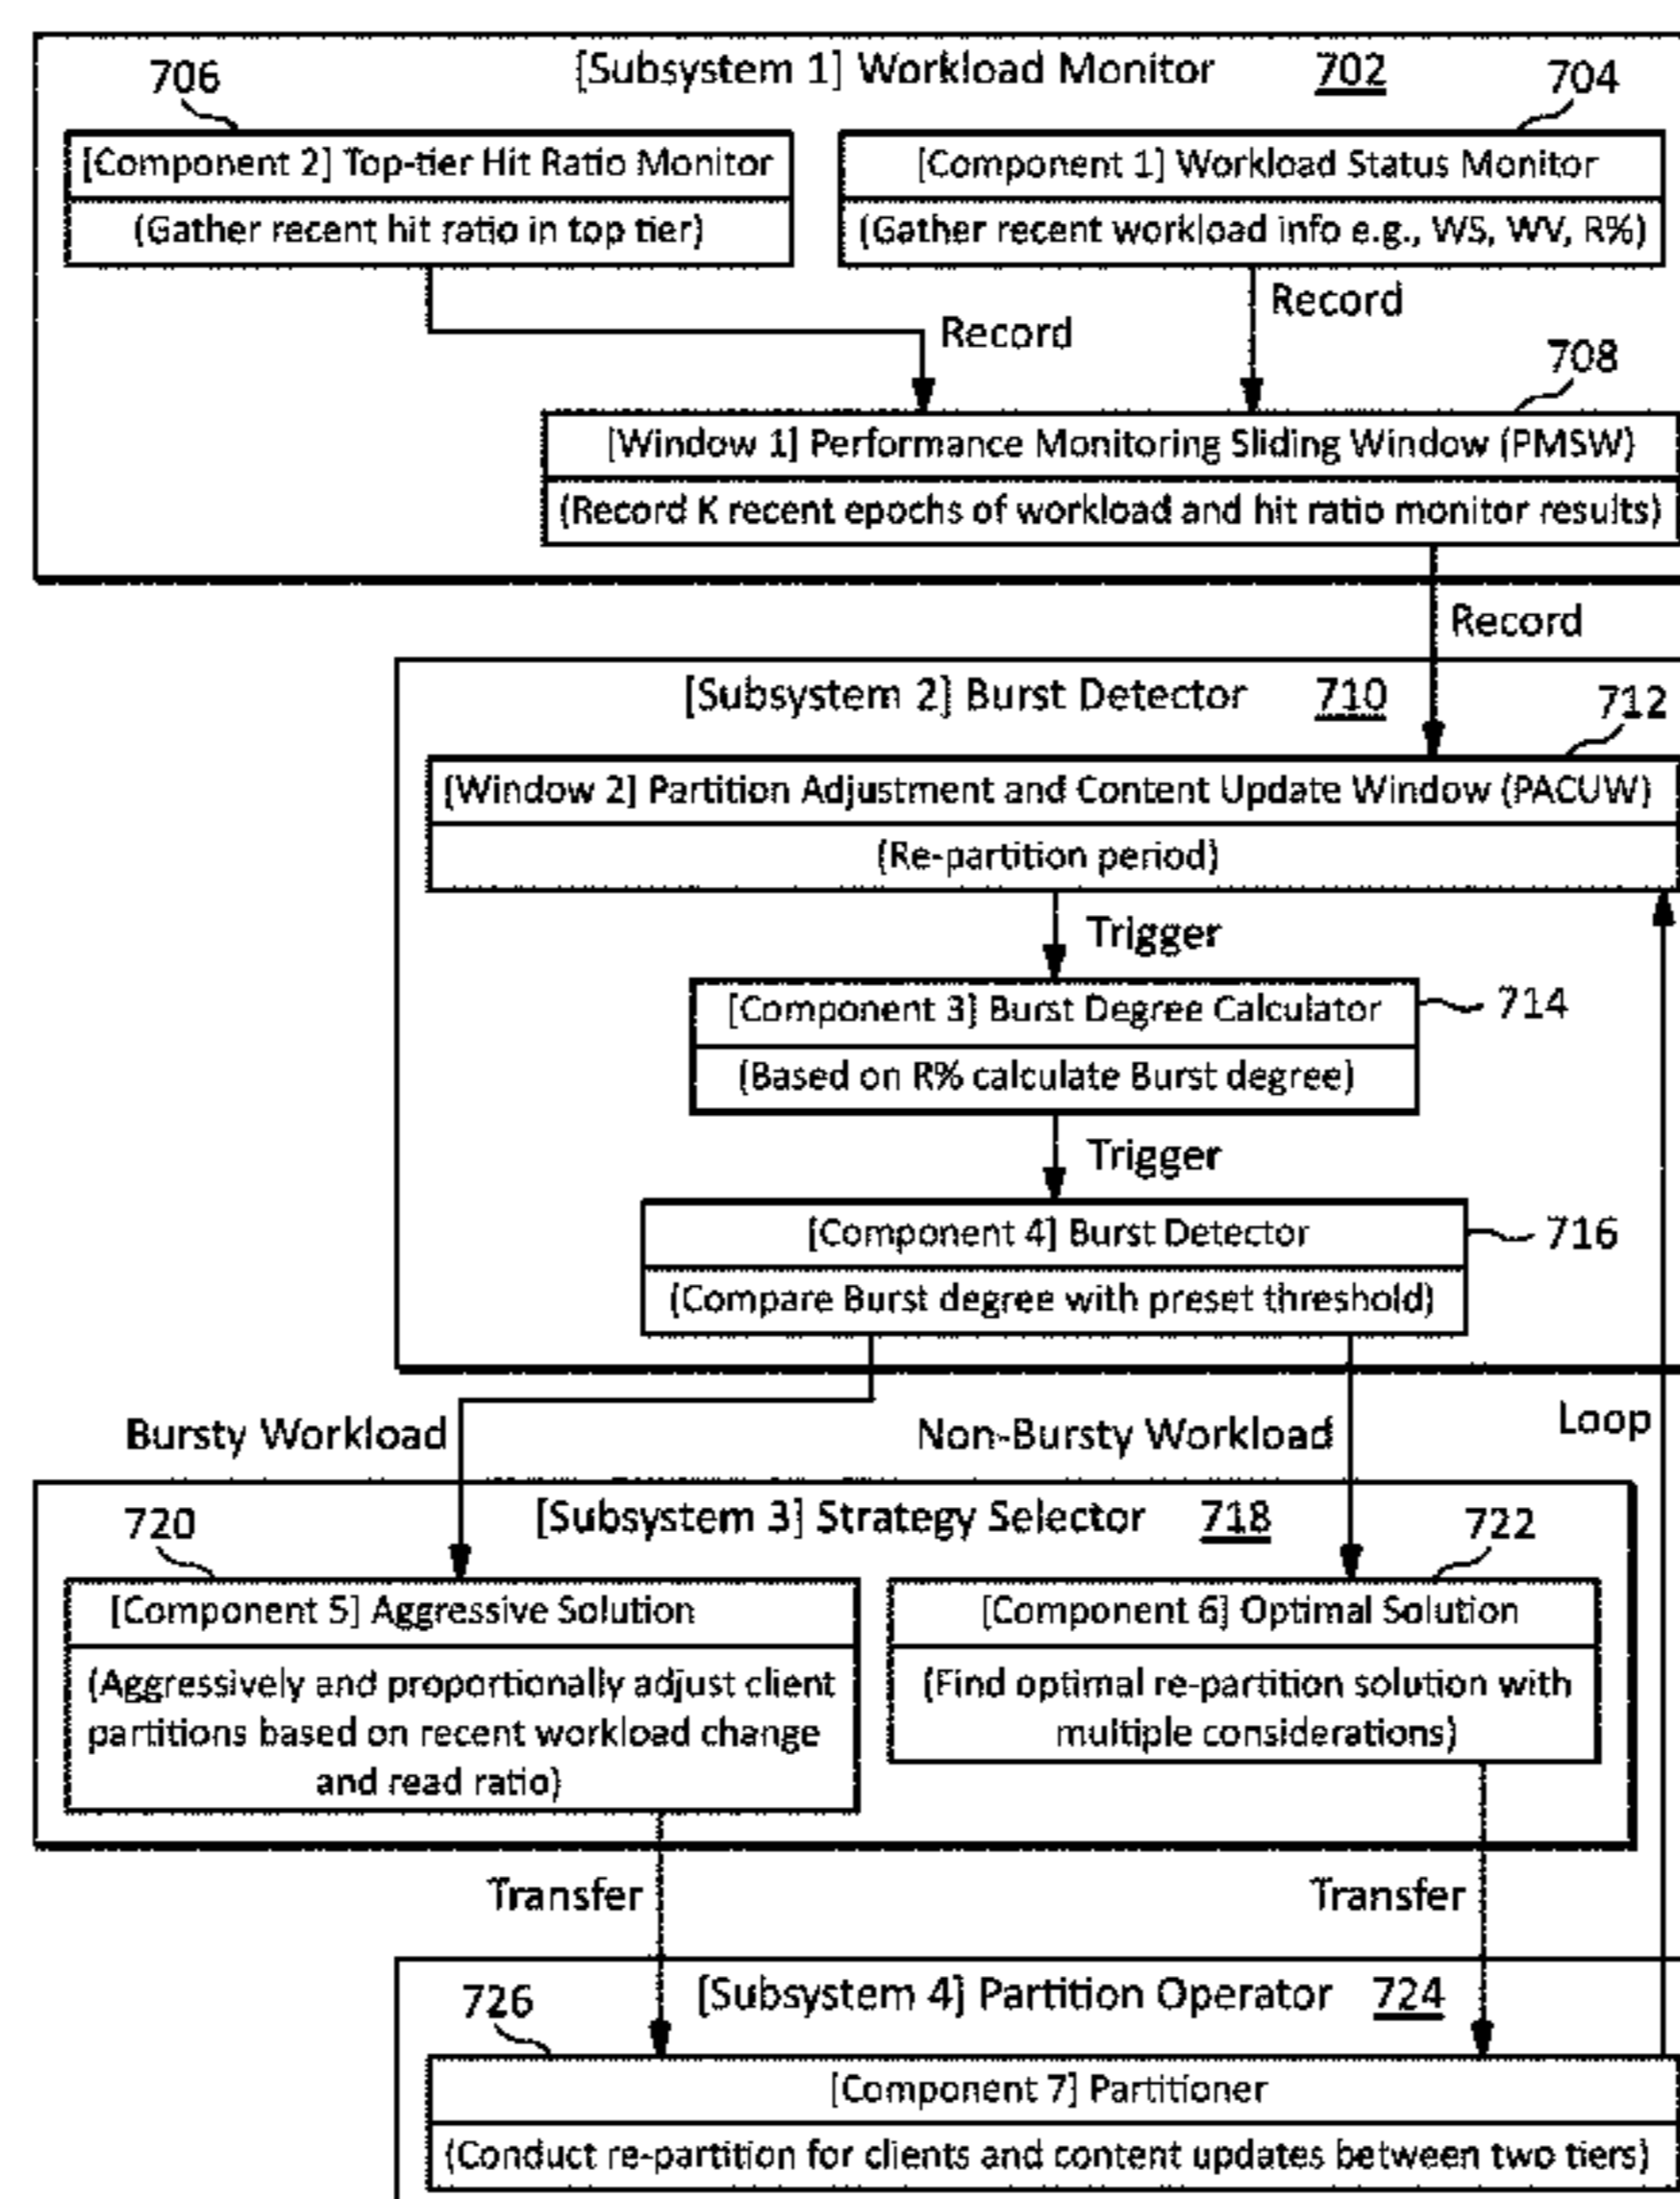 [Subsystem 1] Workload Monitor 702
706
704
[Component 2] Top-tier Hit Ratio Monitor
(Gather recent hit ratio in top tier)
[Component 1] Workload Status Monitor
(Gather recent workload info e.g., WS, WV, R%)
Record
Record
708
[Window 1] Performance Monitoring Sliding Window (PMSW)
(Record K recent epochs of workload and hit ratio monitor results)
Record
[Subsystem 2] Burst Detector 710
712
[Window 2] Partition Adjustment and Content Update Window (PACUW)
(Re-partition period)
Trigger
[Component 3] Burst Degree Calculator
714
(Based on R% calculate Burst degree)
Trigger
[Component 4] Burst Detector
716
(Compare Burst degree with preset threshold)
Bursty Workload
Non-Bursty Workload
Loop
[Subsystem 3] Strategy Selector 718
720
722
[Component 5] Aggressive Solution
(Aggressively and proportionally adjust client
partitions based on recent workload change
and read ratio)
[Component 6] Optimal Solution
(Find optimal re-partition solution with
multiple considerations)
Transfer
Transfer
[Subsystem 4] Partition Operator 724
726
[Component 7] Partitioner
(Conduct re-partition for clients and content updates between two tiers)